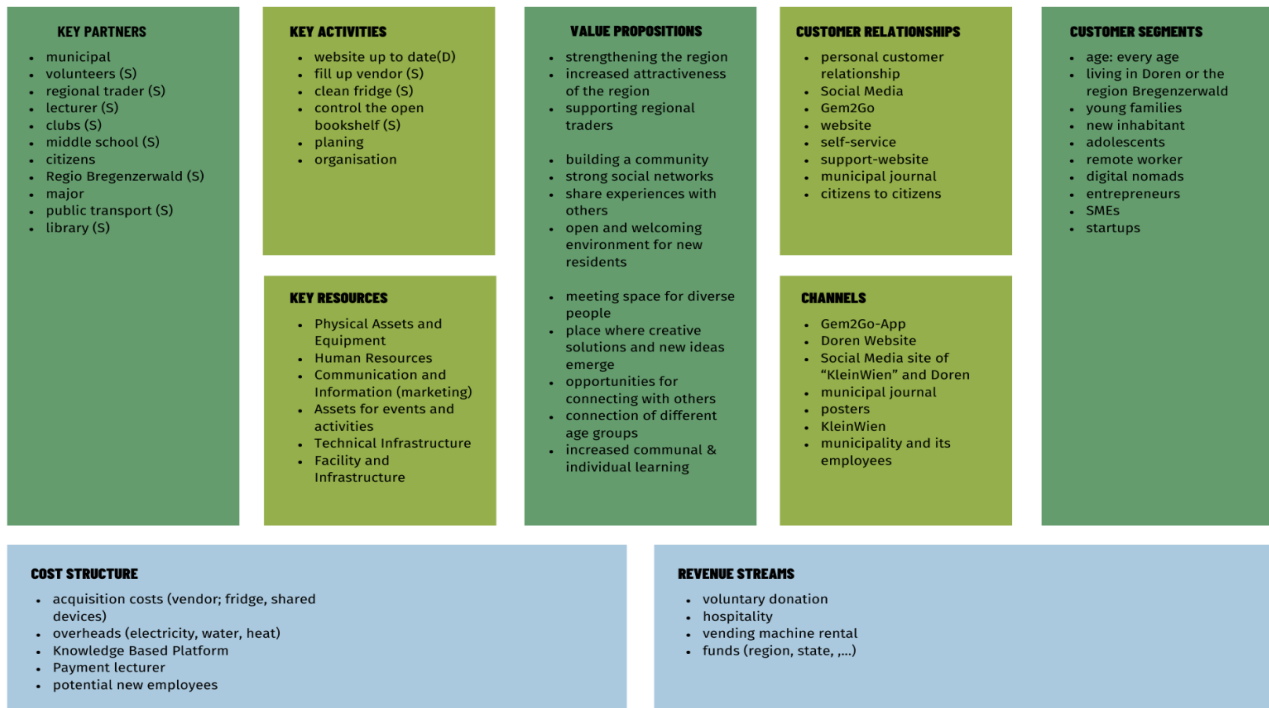 KEY PARTNERS
• municipal
• volunteers (S)
• regional trader (S)
• lecturer (S)
• clubs (S)
• middle school (S)
• citizens
• Regio Bregenzerwald (S)
• major
• public transport (S)
• library (S)
KEY ACTIVITIES
• website up to date(D)
• fill up vendor (S)
• clean fridge (S)
• control the open
bookshelf (S)
• planing
• organisation
KEY RESOURCES
• Physical Assets and
Equipment
• Human Resources
• Communication and
Information (marketing)
• Assets for events and
activities
• Technical Infrastructure
• Facility and
Infrastructure
VALUE PROPOSITIONS
• strengthening the region
• increased attractiveness
of the region
• supporting regional
traders
• building a community
• strong social networks
• share experiences with
others
• open and welcoming
environment for new
residents
• meeting space for diverse
people
• place where creative
solutions and new ideas
emerge
• opportunities for
connecting with others
• connection of different
age groups
• increased communal &
individual learning
CUSTOMER RELATIONSHIPS
• personal customer
relationship
• Social Media
• Gem2Go
• website
• self-service
• support-website
• municipal journal
• citizens to citizens
CHANNELS
• Gem2Go-App
• Doren Website
• Social Media site of
“KleinWien” and Doren
• municipal journal
• posters
• KleinWien
• municipality and its
employees
CUSTOMER SEGMENTS
• age: every age
• living in Doren or the
region Bregenzerwald
• young families
• new inhabitant
• adolescents
• remote worker
• digital nomads
• entrepreneurs
• SMEs
• startups
COST STRUCTURE
• acquisition costs (vendor; fridge, shared
devices)
• overheads (electricity, water, heat)
• Knowledge Based Platform
• Payment lecturer
• potential new employees
REVENUE STREAMS
• voluntary donation
• hospitality
• vending machine rental
• funds (region, state, ,...)